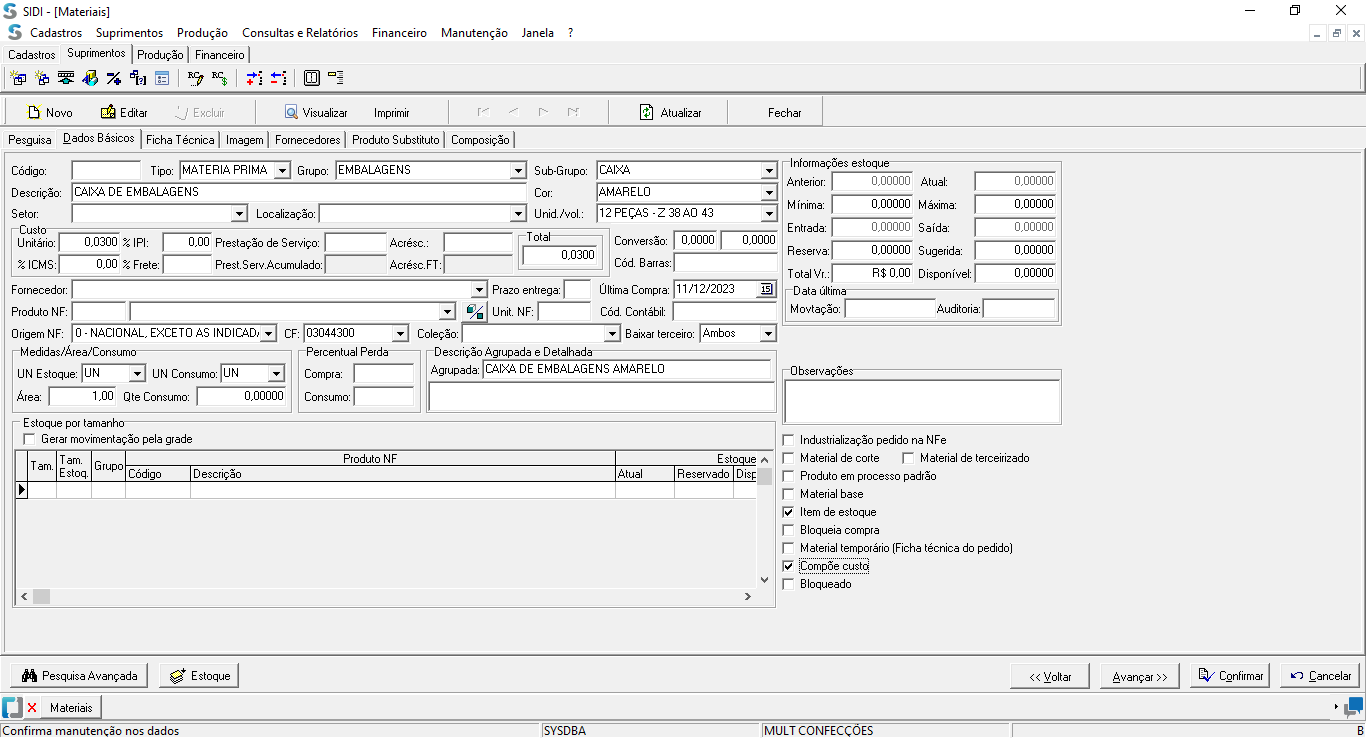 SIDI - [Materiais]
Cadastros Suprimentos Produção Consultas e Relatórios Financeiro Manutenção Janela ?
Cadastros Suprimentos Produção Financeiro
Novo Editar Excluir Visualizar Imprimir Atualizar Fechar
Pesquisa Dados Básicos Ficha Técnica Imagem Fornecedores Produto Substituto Composição
Código: Tipo: MATERIA PRIMA Grupo: EMBALAGENS Sub-Grupo: CAIXA
Descrição: CAIXA DE EMBALAGENS Cor: AMARELO
Setor: Localização: Unid./vol.: 12 PEÇAS - Z 38 AO 43
Custo
Unitário: 0,0300 % IPI: 0,00 Prestação de Serviço: Acrésc.: Total 0,0300 Conversão: 0,0000 0,0000
% ICMS: 0,00 % Frete: Prest.Serv.Acumulado: Acrésc.FT: Cód. Barras:
Fornecedor: Prazo entrega: Última Compra: 11/12/2023 15
Produto NF: Unit. NF: Cód. Contábil:
Origem NF: 0 - NACIONAL, EXCETO AS INDICADA CF: 03044300 Coleção: Baixar terceiro: Ambos
Informações estoque
Anterior: 0,00000 Atual: 0,00000
Mínima: 0,00000 Máxima: 0,00000
Entrada: 0,00000 Saída: 0,00000
Reserva: 0,00000 Sugerida: 0,00000
Total Vr.: R$ 0,00 Disponível: 0,00000
Data última
Movtação: Auditoria:
Medidas/Área/Consumo
UN Estoque: UN UN Consumo: UN
Área: 1,00 Qte Consumo: 0,00000
Percentual Perda
Compra:
Consumo:
Descrição Agrupada e Detalhada
Agrupada: CAIXA DE EMBALAGENS AMARELO
Observações
Estoque por tamanho
Gerar movimentação pela grade
Tam. Tam. Estoq. Grupo Produto NF Estoque
Código Descrição Atual Reservado Disp
Industrialização pedido na NFe
Material de corte Material de terceirizado
Produto em processo padrão
Material base
Item de estoque
Bloqueia compra
Material temporário (Ficha técnica do pedido)
Compõe custo
Bloqueado
Pesquisa Avançada Estoque << Voltar Avançar >> Confirmar Cancelar
Materiais
Confirma manutenção nos dados SYSDBA MULT CONFECÇÕES B